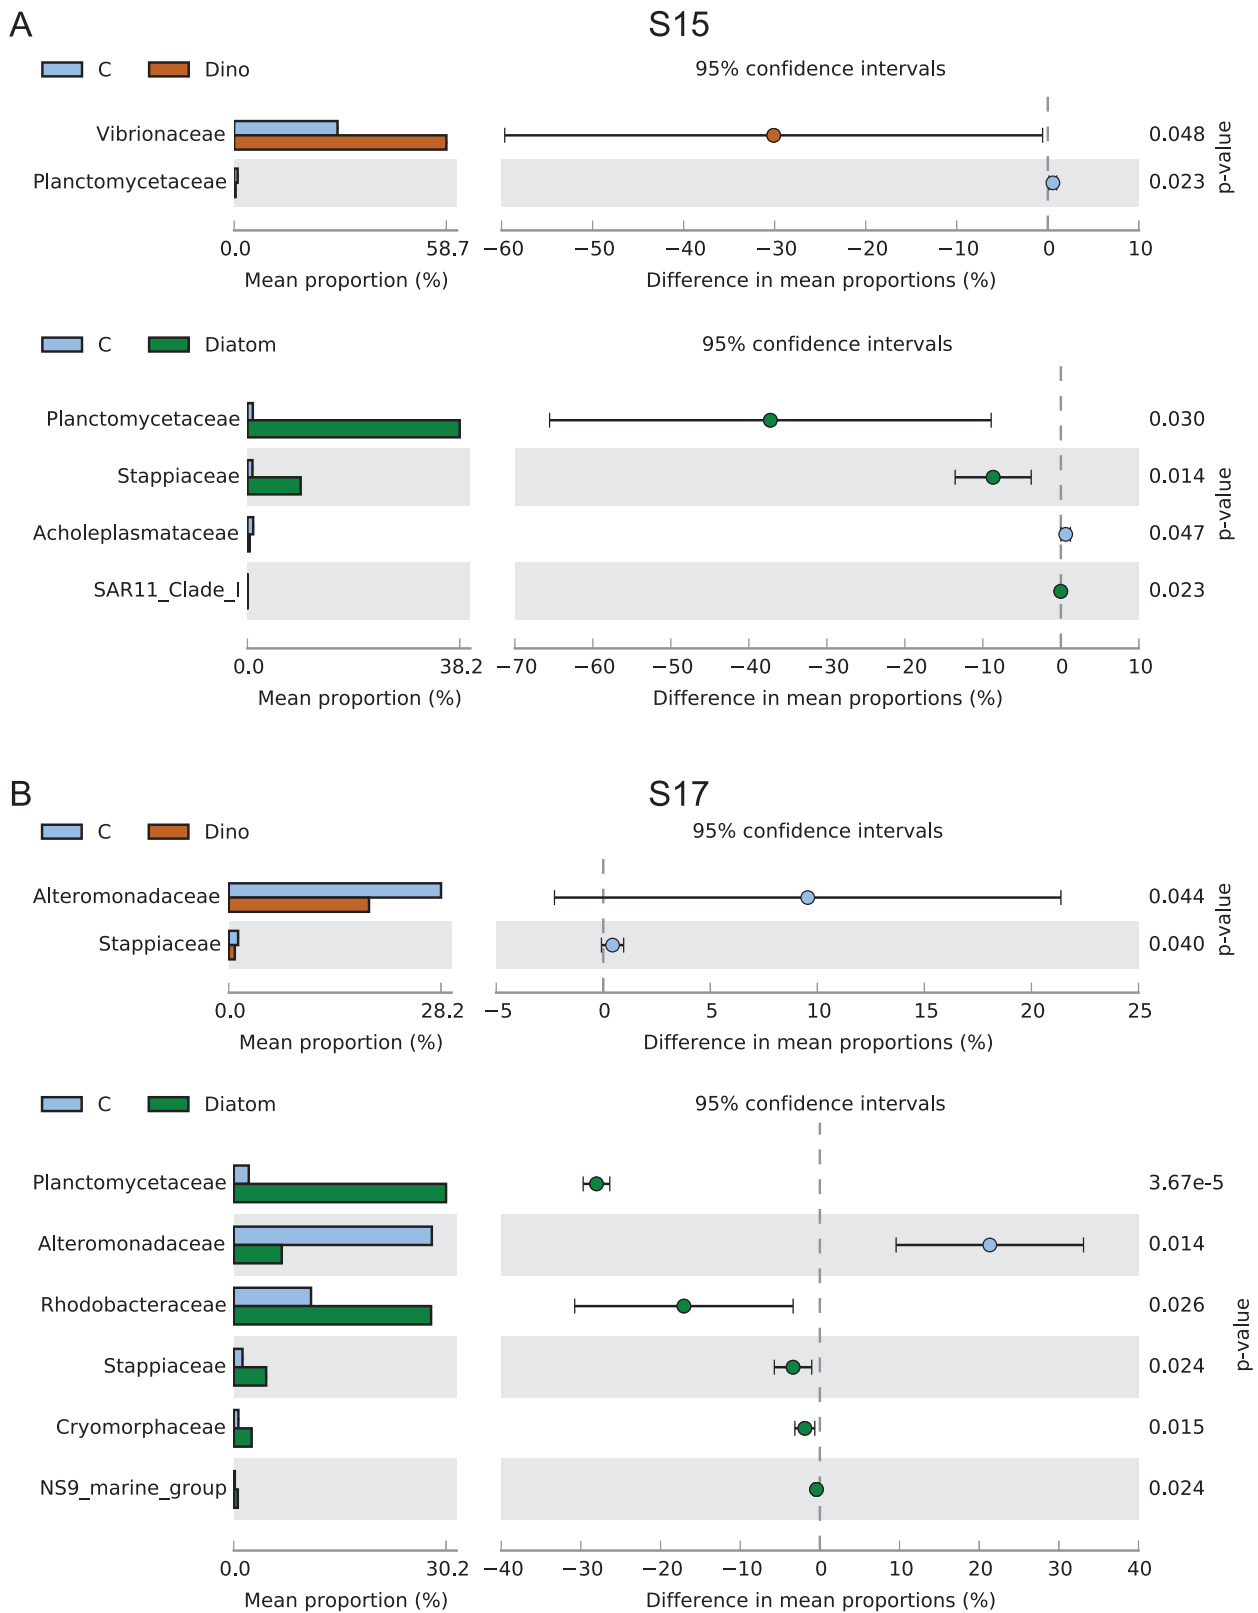 A
S15
C
Dino
95% confidence intervals
Vibrionaceae
0.048
Planctomycetaceae
0.023
p-value
0.0
58.7
−60
−50
−40
−30
−20
−10
0
10
Mean proportion (%)
Difference in mean proportions (%)
C
Diatom
95% confidence intervals
Planctomycetaceae
0.030
Stappiaceae
0.014
Acholeplasmataceae
0.047
SAR11_Clade_I
0.023
p-value
0.0
38.2
−70
−60
−50
−40
−30
−20
−10
0
10
Mean proportion (%)
Difference in mean proportions (%)
B
S17
C
Dino
95% confidence intervals
Alteromonadaceae
0.044
Stappiaceae
0.040
p-value
0.0
28.2
−5
0
5
10
15
20
25
Mean proportion (%)
Difference in mean proportions (%)
C
Diatom
95% confidence intervals
Planctomycetaceae
3.67e-5
Alteromonadaceae
0.014
Rhodobacteraceae
0.026
Stappiaceae
0.024
Cryomorphaceae
0.015
NS9_marine_group
0.024
p-value
0.0
30.2
−40
−30
−20
−10
0
10
20
30
40
Mean proportion (%)
Difference in mean proportions (%)